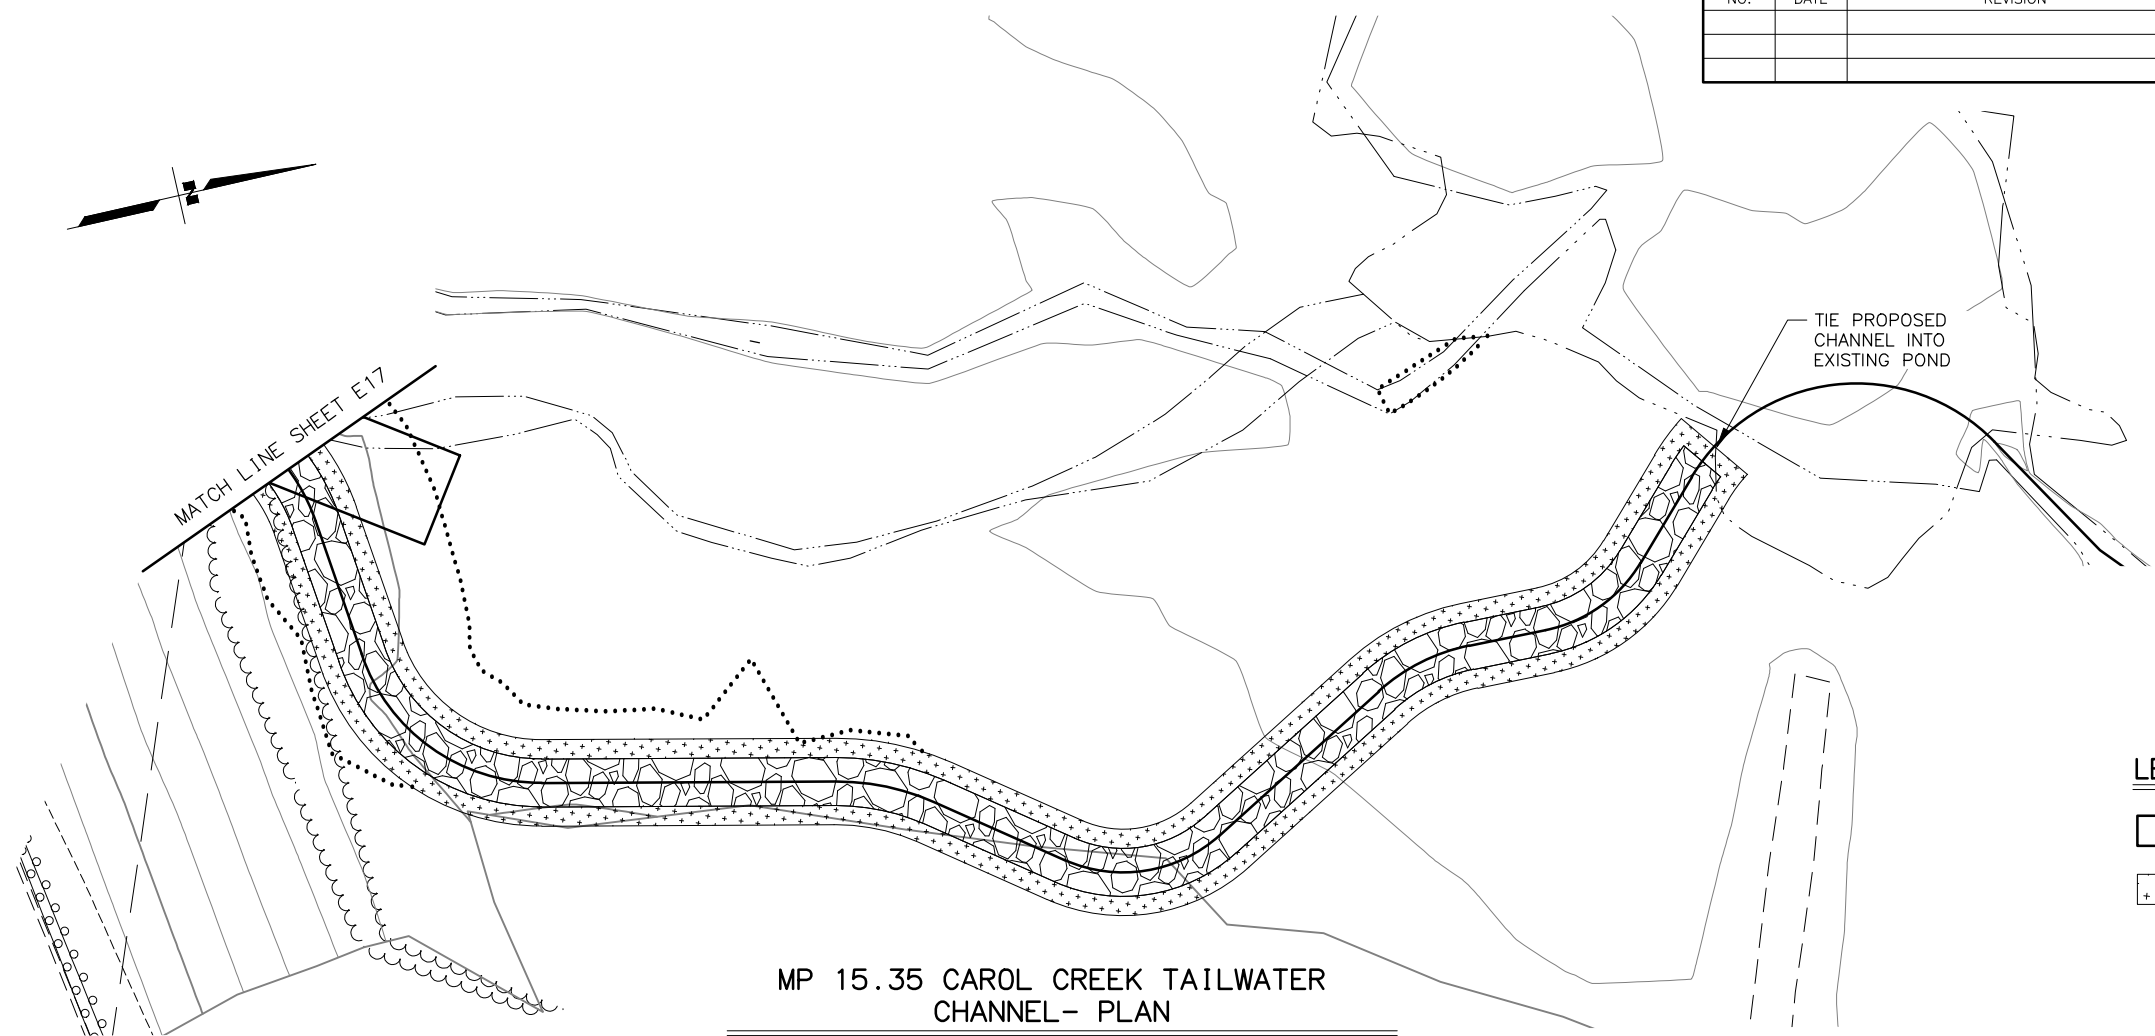 NO. DATE REVISION
N
TIE PROPOSED
CHANNEL INTO
EXISTING POND
MATCH LINE SHEET E17
MP 15.35 CAROL CREEK TAILWATER
CHANNEL- PLAN